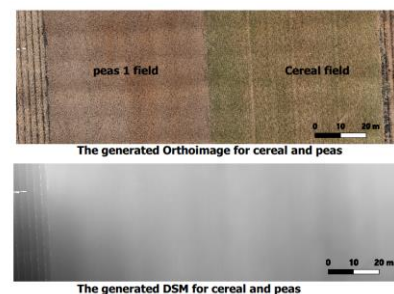 peas 1 field Cereal field
0 10 20 m
The generated Orthoimage for cereal and peas
0 10 20 m
The generated DSM for cereal and peas